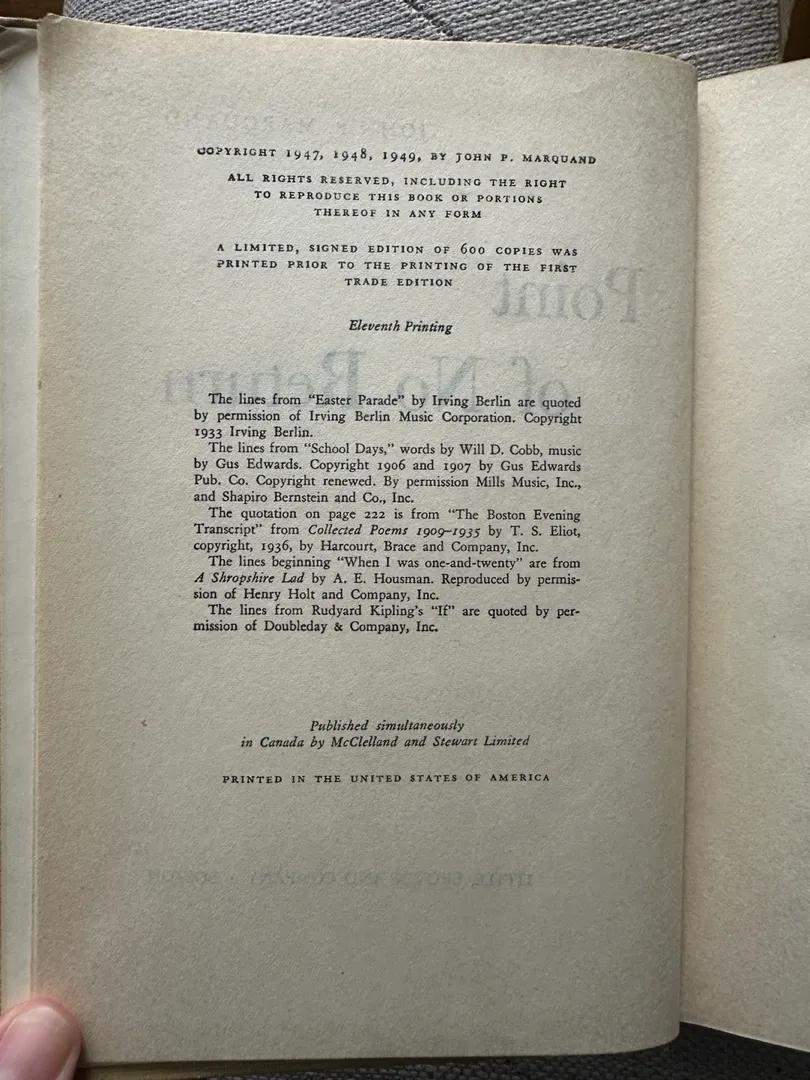 COPYRIGHT 1947, 1948, 1949, BY JOHN P. MARQUAND
ALL RIGHTS RESERVED, INCLUDING THE RIGHT
TO REPRODUCE THIS BOOK OR PORTIONS
THEREOF IN ANY FORM
A LIMITED, SIGNED EDITION OF 600 COPIES WAS
PRINTED PRIOR TO THE PRINTING OF THE FIRST
TRADE EDITION
Eleventh Printing
The lines from “Easter Parade” by Irving Berlin are quoted
by permission of Irving Berlin Music Corporation. Copyright
1933 Irving Berlin.
The lines from “School Days,” words by Will D. Cobb, music
by Gus Edwards. Copyright 1906 and 1907 by Gus Edwards
Pub. Co. Copyright renewed. By permission Mills Music, Inc.,
and Shapiro Bernstein and Co., Inc.
The quotation on page 222 is from “The Boston Evening
Transcript” from Collected Poems 1909–1935 by T. S. Eliot,
copyright, 1936, by Harcourt, Brace and Company, Inc.
The lines beginning “When I was one-and-twenty” are from
A Shropshire Lad by A. E. Housman. Reproduced by permis-
sion of Henry Holt and Company, Inc.
The lines from Rudyard Kipling’s “If” are quoted by per-
mission of Doubleday & Company, Inc.
Published simultaneously
in Canada by McClelland and Stewart Limited
PRINTED IN THE UNITED STATES OF AMERICA
Point
of No Return
LITTLE, BROWN AND COMPANY · BOSTON